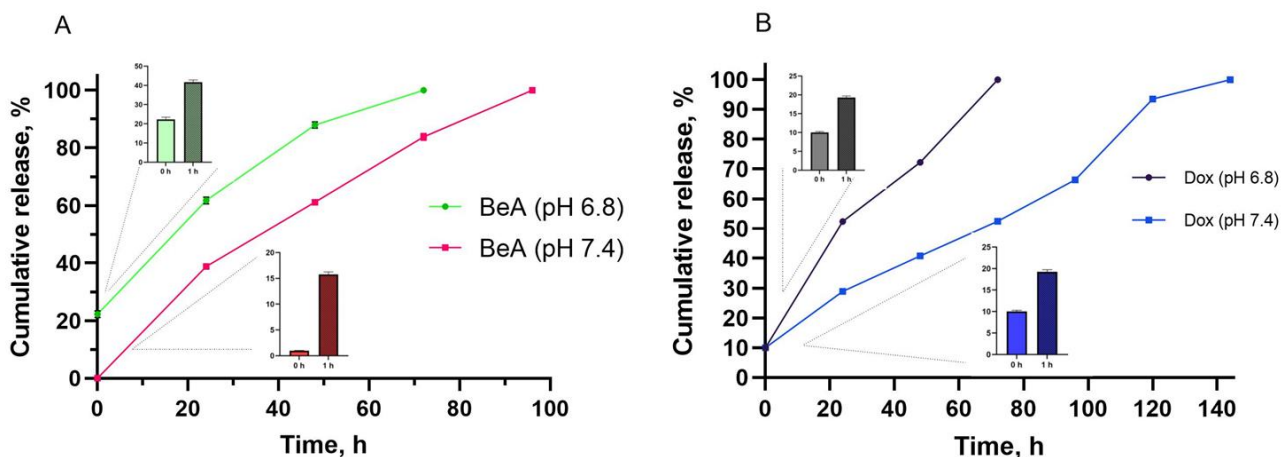 A
Cumulative release, %
100
80
60
40
20
0
0 20 40 60 80 100
Time, h
50
40
30
20
10
0
0 h 1 h
20
15
10
5
0
0 h 1 h
BeA (pH 6.8)
BeA (pH 7.4)
B
Cumulative release, %
100
90
80
70
60
50
40
30
20
10
0
0 20 40 60 80 100 120 140
Time, h
25
20
15
10
5
0
0 h 1 h
25
20
15
10
5
0
0 h 1 h
Dox (pH 6.8)
Dox (pH 7.4)